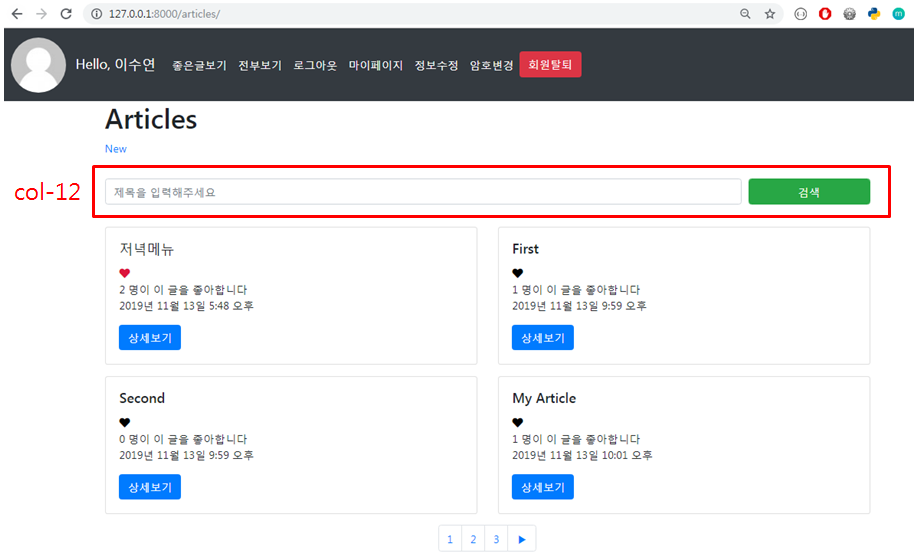 127.0.0.1:8000/articles/
m
Hello, 이수연 좋은글보기 전부보기 로그아웃 마이페이지 정보수정 암호변경 회원탈퇴
Articles
New
col-12
제목을 입력해주세요 검색
저녁메뉴
2 명이 이 글을 좋아합니다
2019년 11월 13일 5:48 오후
상세보기
First
1 명이 이 글을 좋아합니다
2019년 11월 13일 9:59 오후
상세보기
Second
0 명이 이 글을 좋아합니다
2019년 11월 13일 9:59 오후
상세보기
My Article
1 명이 이 글을 좋아합니다
2019년 11월 13일 10:01 오후
상세보기
1 2 3 ▶